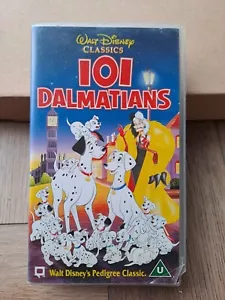 Walt Disney
CLASSICS
101
DALMATIANS
Walt Disney's Pedigree Classic.
U